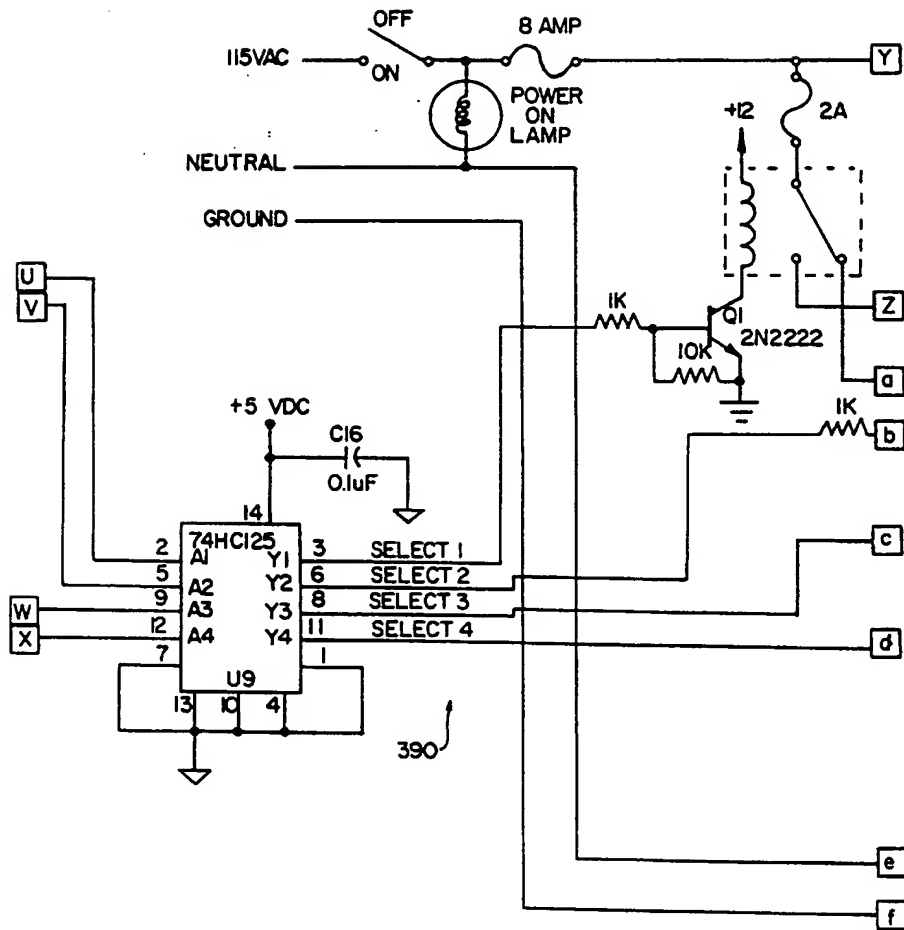 OFF
8 AMP
115VAC
ON
Y
POWER
ON
LAMP
+12
2A
NEUTRAL
GROUND
U
V
1K
Q1
2N2222
Z
10K
a
+5 VDC
1K
b
C16
0.1uF
14
74HC125
2 A1 Y1 3 SELECT 1
c
5 A2 Y2 6 SELECT 2
W 9 A3 Y3 8 SELECT 3
X 12 A4 Y4 11 SELECT 4
d
7 1
U9
13 10 4
390
e
f